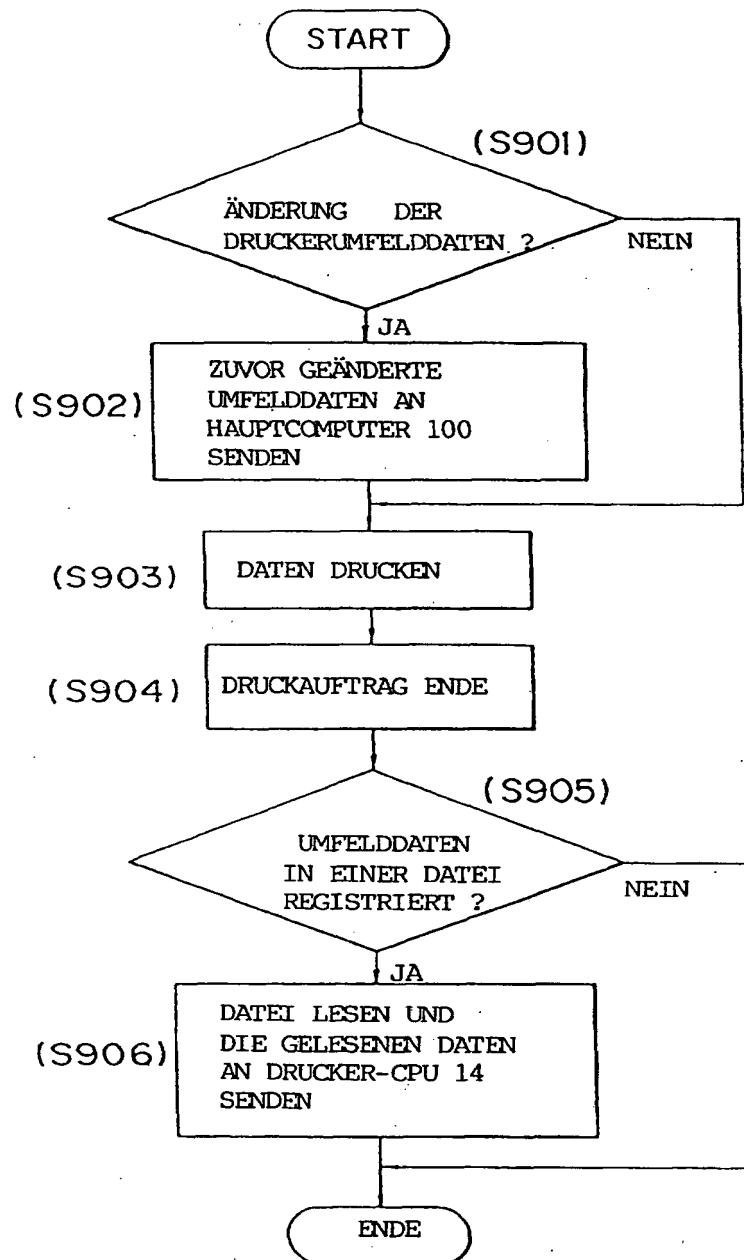 START
(S901)
ÄNDERUNG DER
DRUCKERUMFELDDATEN ?
NEIN
JA
(S902)
ZUVOR GEÄNDERTE
UMFELDDATEN AN
HAUPTCOMPUTER 100
SENDEN
(S903)
DATEN DRUCKEN
(S904)
DRUCKAUFTRAG ENDE
(S905)
UMFELDDATEN
IN EINER DATEI
REGISTRIERT ?
NEIN
JA
(S906)
DATEI LESEN UND
DIE GELESENEN DATEN
AN DRUCKER-CPU 14
SENDEN
ENDE